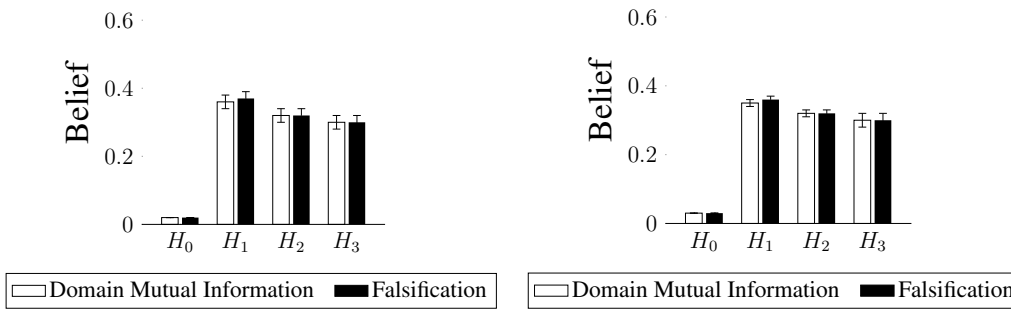 0.6
0.4
0.2
0
Belief
H₀ H₁ H₂ H₃
Domain Mutual Information Falsification
0.6
0.4
0.2
0
Belief
H₀ H₁ H₂ H₃
Domain Mutual Information Falsification